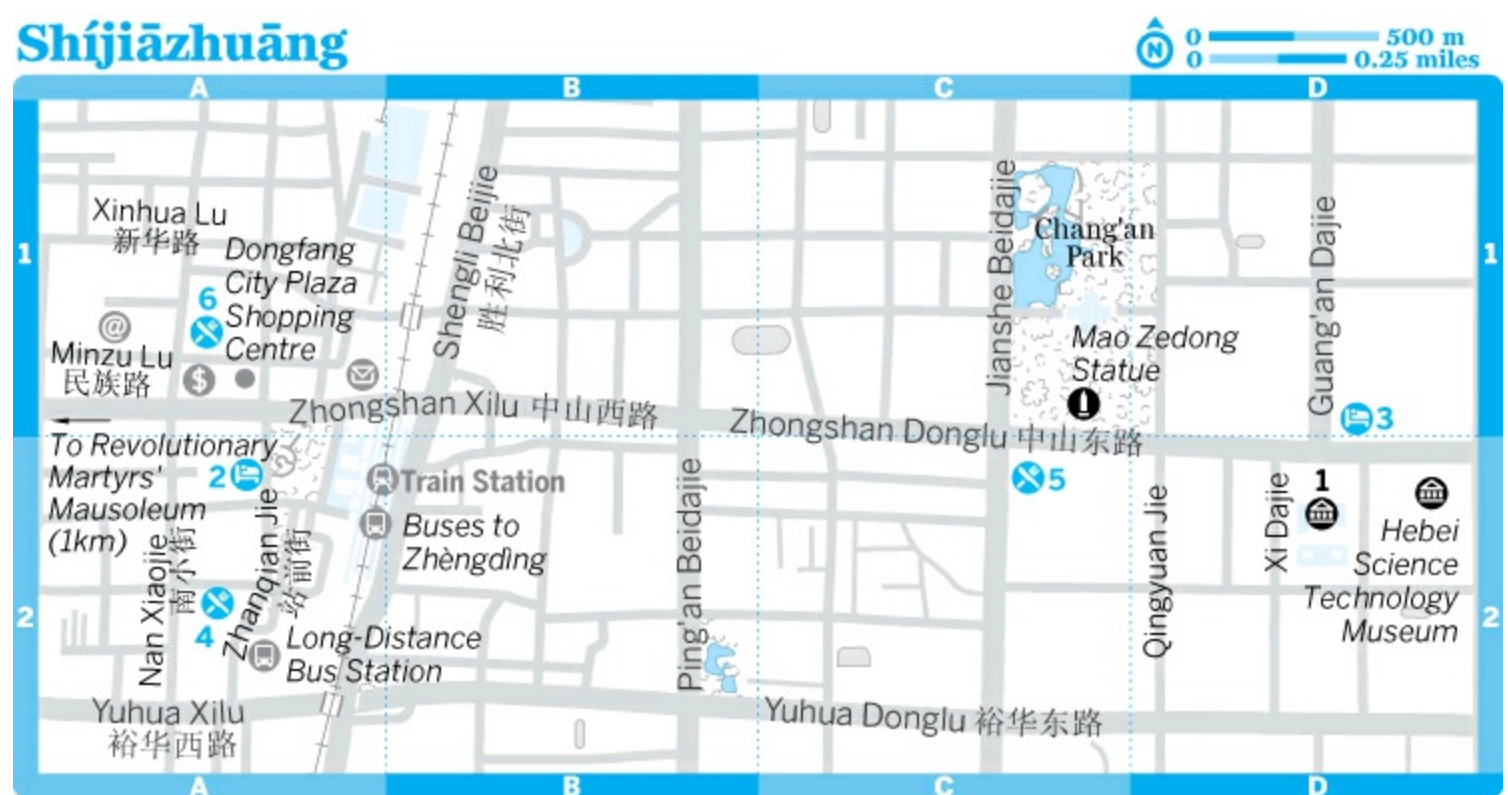 Shíjiāzhuāng
N
0 500 m
0 0.25 miles
A B C D
1
1
Xinhua Lu
新华路
Dongfang
City Plaza
Shopping
Centre
6
@
Minzu Lu
民族路
$
Shengli Beijie
胜利北街
Jianshe Beidajie
Chang'an
Park
Guang'an Dajie
Mao Zedong
Statue
Zhongshan Xilu 中山西路
Zhongshan Donglu 中山东路
3
To Revolutionary
Martyrs'
Mausoleum
(1km)
2
Train Station
Buses to
Zhèngdìng
Nan Xiaojie
南小街
Zhanqian Jie
站前街
4
Long-Distance
Bus Station
Ping'an Beidajie
5
Qingyuan Jie
Xi Dajie
1
Hebei
Science
Technology
Museum
2
2
Yuhua Xilu
裕华西路
Yuhua Donglu 裕华东路
A B C D